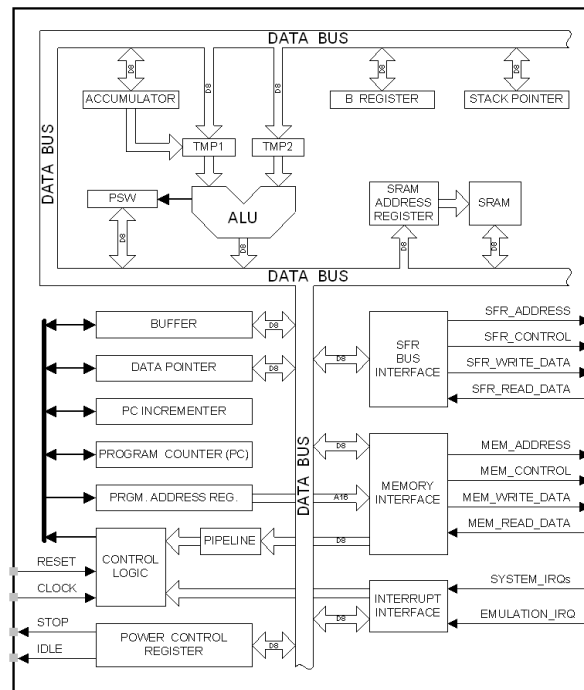 DATA BUS
D8
D8
D8
D8
D8
ACCUMULATOR
B REGISTER
STACK POINTER
DATA BUS
TMP1
TMP2
PSW
ALU
SRAM
ADDRESS
REGISTER
SRAM
D8
D8
D8
D8
DATA BUS
BUFFER
D8
DATA POINTER
D8
PC INCREMENTER
PROGRAM COUNTER (PC)
PRGM. ADDRESS REG.
A16
DATA BUS
SFR
BUS
INTERFACE
D8
SFR_ADDRESS
SFR_CONTROL
SFR_WRITE_DATA
SFR_READ_DATA
D8
MEMORY
INTERFACE
MEM_ADDRESS
MEM_CONTROL
MEM_WRITE_DATA
MEM_READ_DATA
CONTROL
LOGIC
PIPELINE
D8
RESET
CLOCK
INTERRUPT
INTERFACE
D8
SYSTEM_IRQs
EMULATION_IRQ
STOP
IDLE
POWER CONTROL
REGISTER
D8